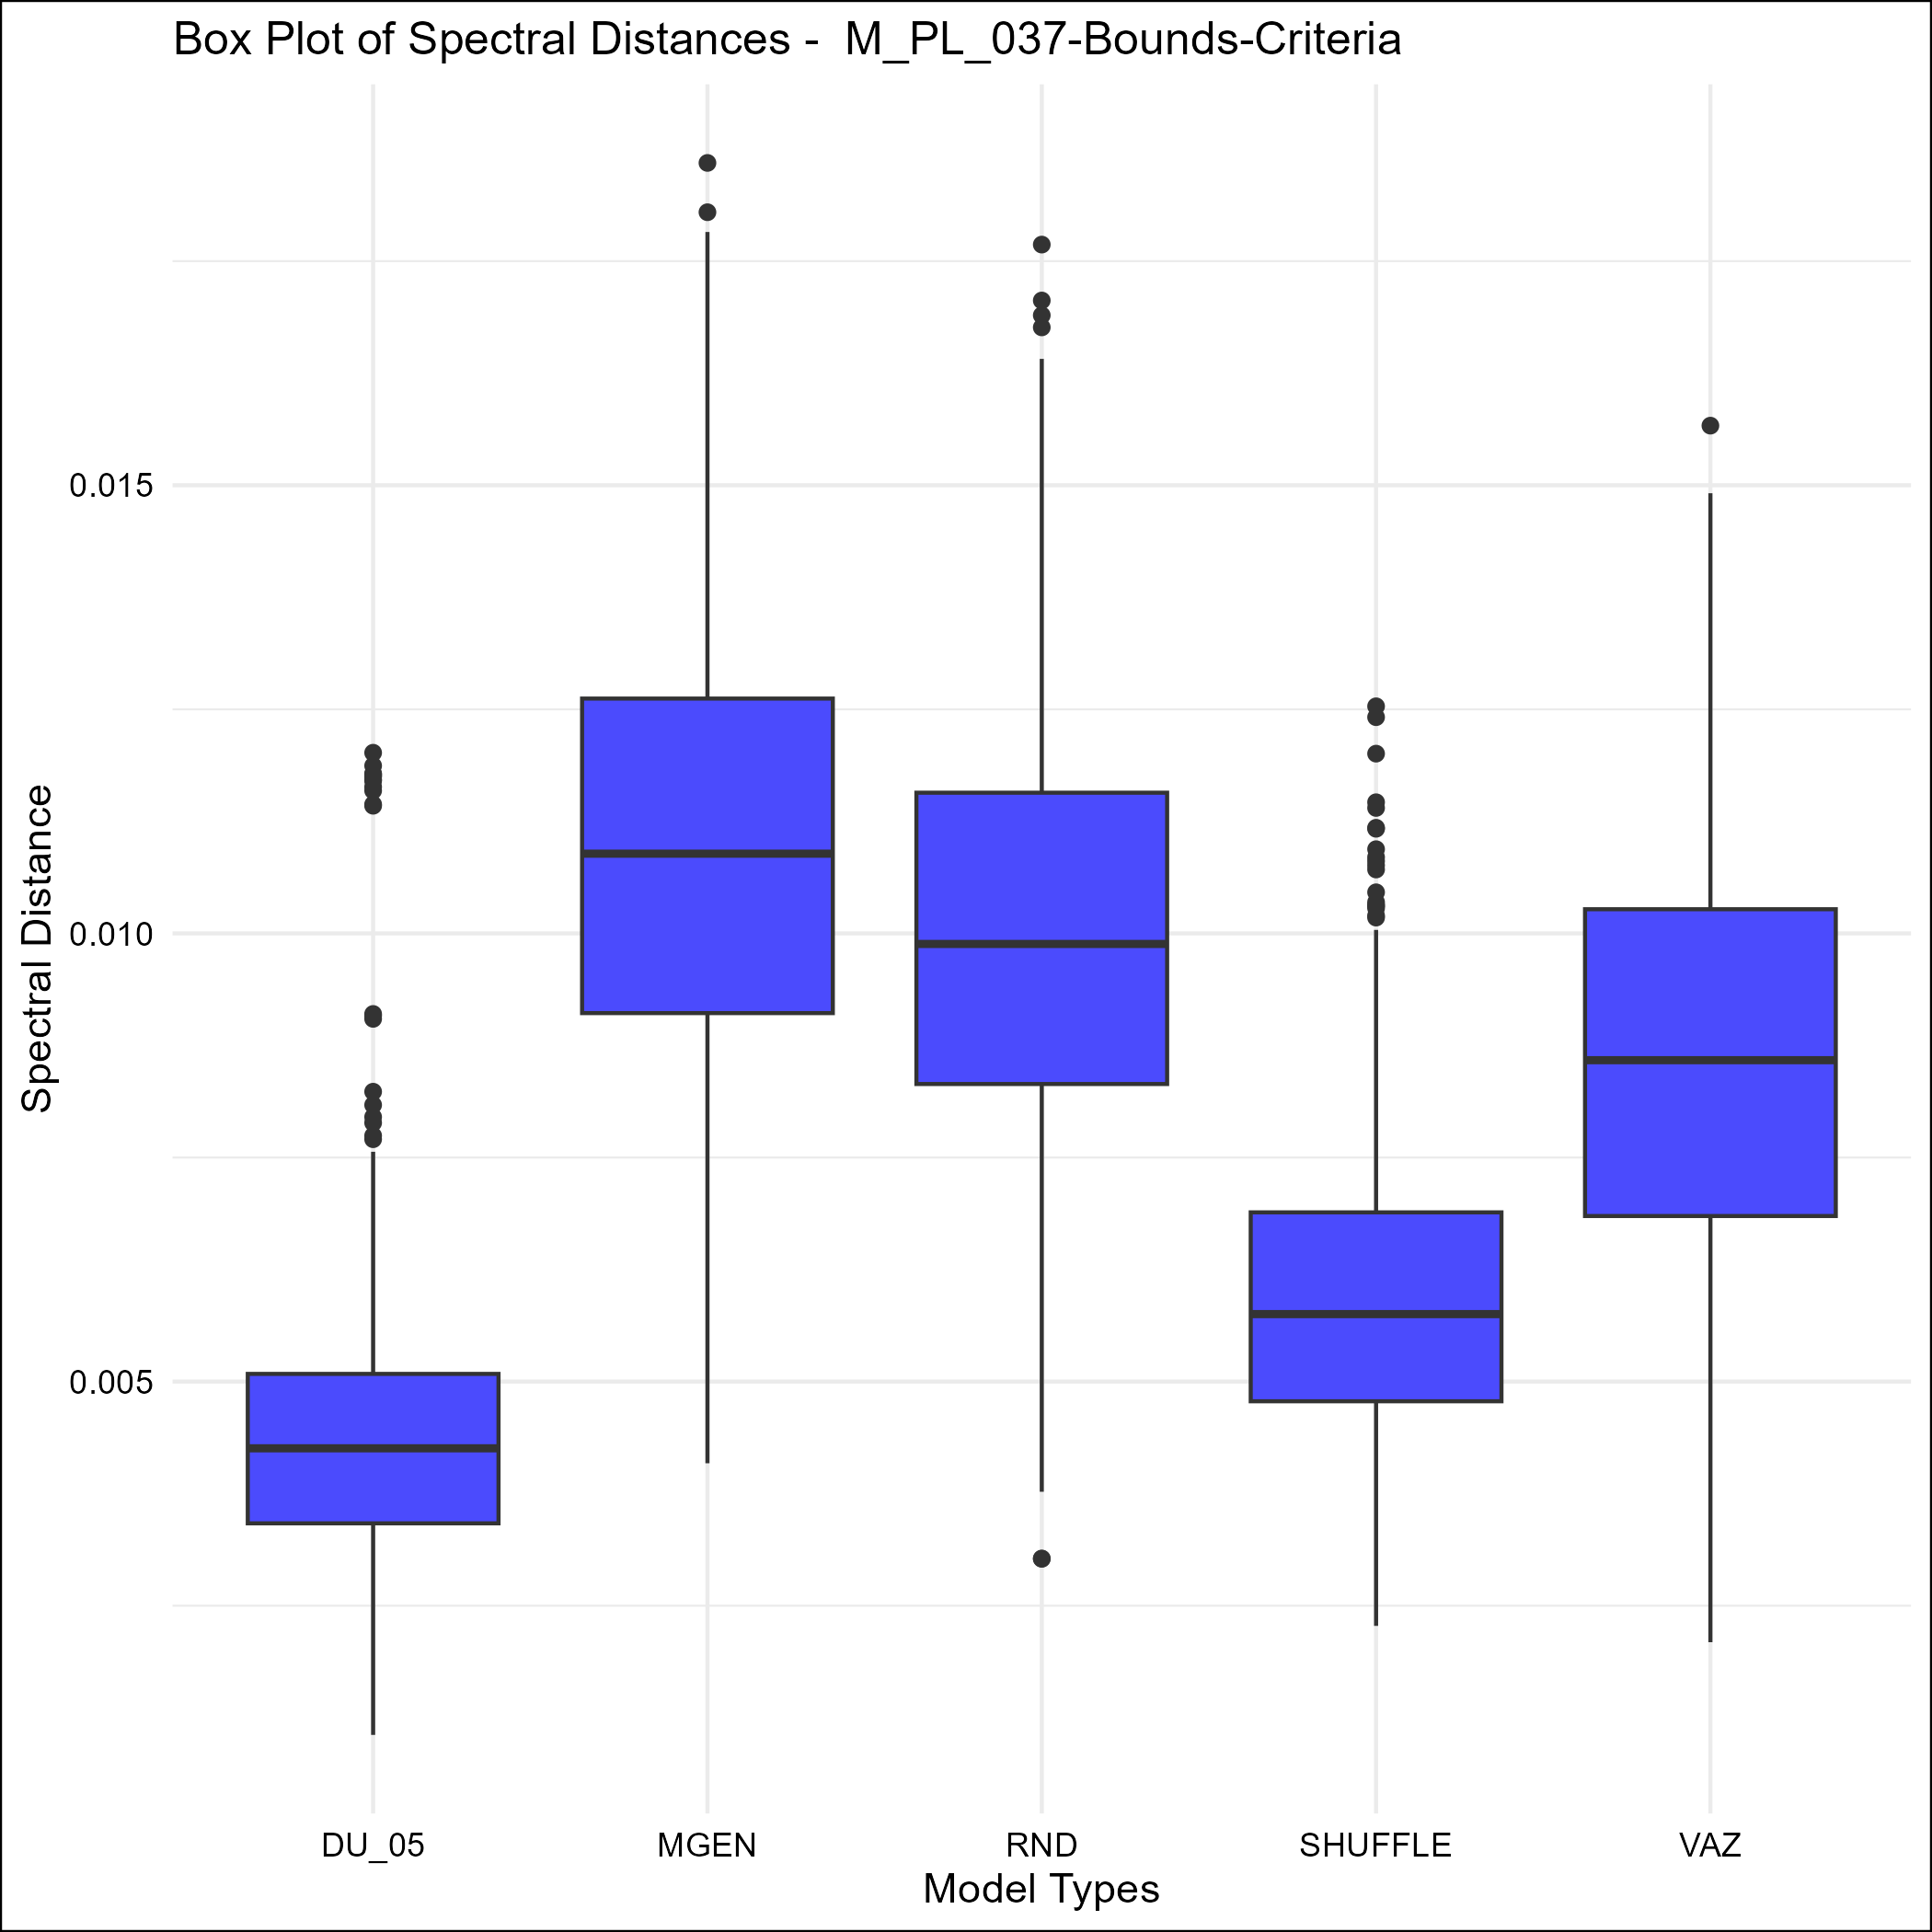 Box Plot of Spectral Distances -  M_PL_037-Bounds-Criteria
Spectral Distance
0.015
0.010
0.005
DU_05
MGEN
RND
SHUFFLE
VAZ
Model Types